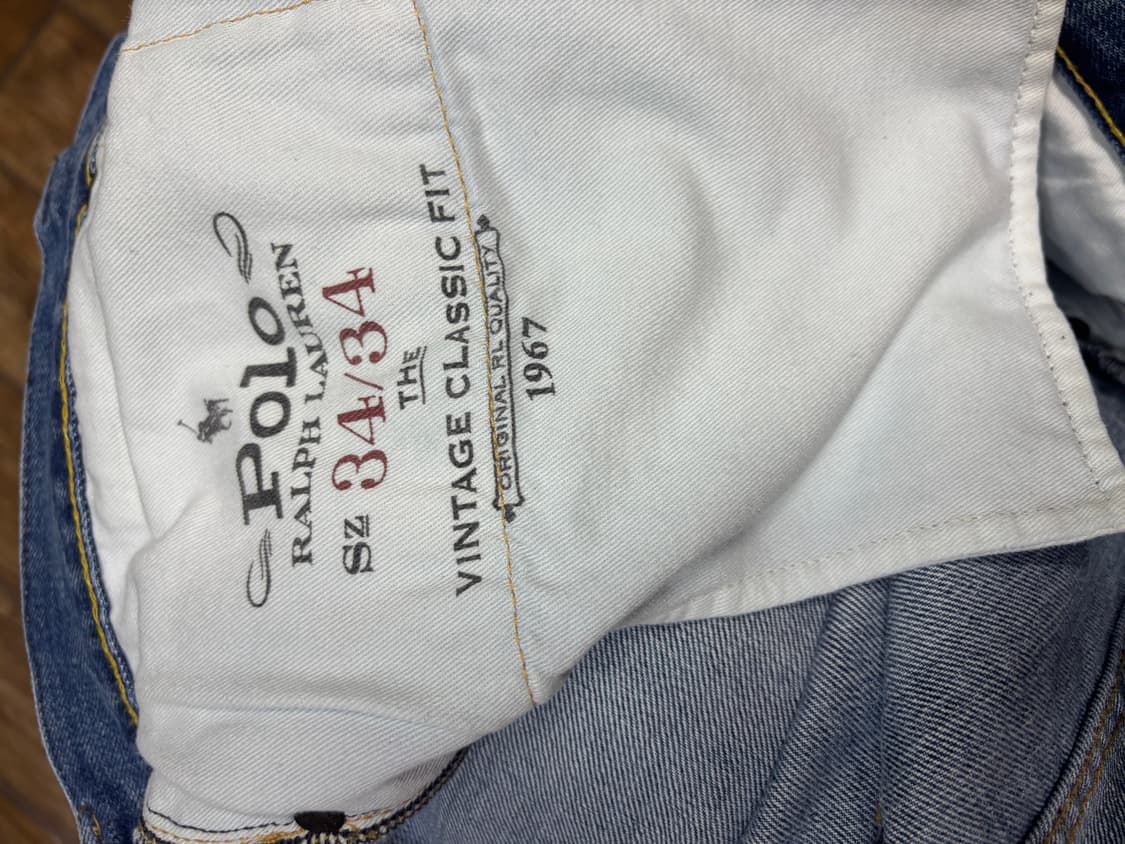 Polo
RALPH LAUREN
Sz 34/34
THE
VINTAGE CLASSIC FIT
ORIGINAL RL QUALITY
1967